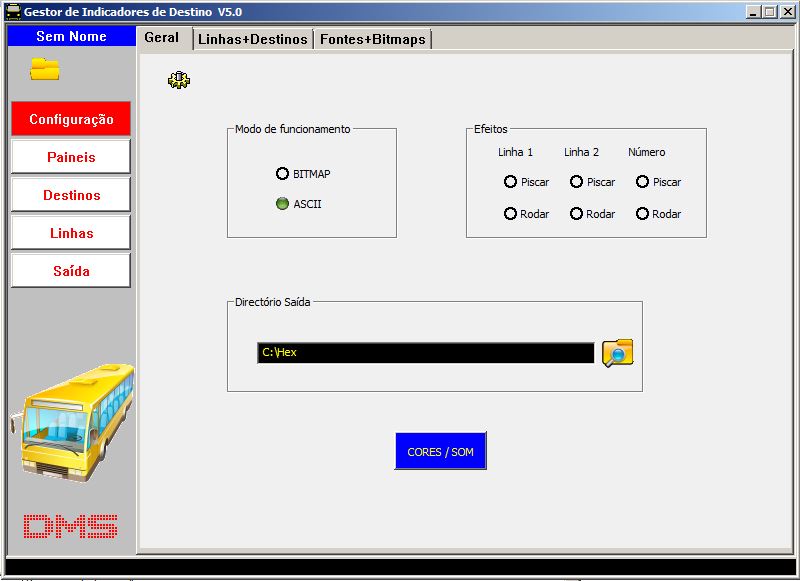 Gestor de Indicadores de Destino V5.0
Sem Nome
Geral
Linhas+Destinos
Fontes+Bitmaps
Configuração
Paineis
Destinos
Linhas
Saída
DMS
Modo de funcionamento
BITMAP
ASCII
Efeitos
Linha 1 Linha 2 Número
Piscar Piscar Piscar
Rodar Rodar Rodar
Directório Saída
C:\Hex
CORES / SOM